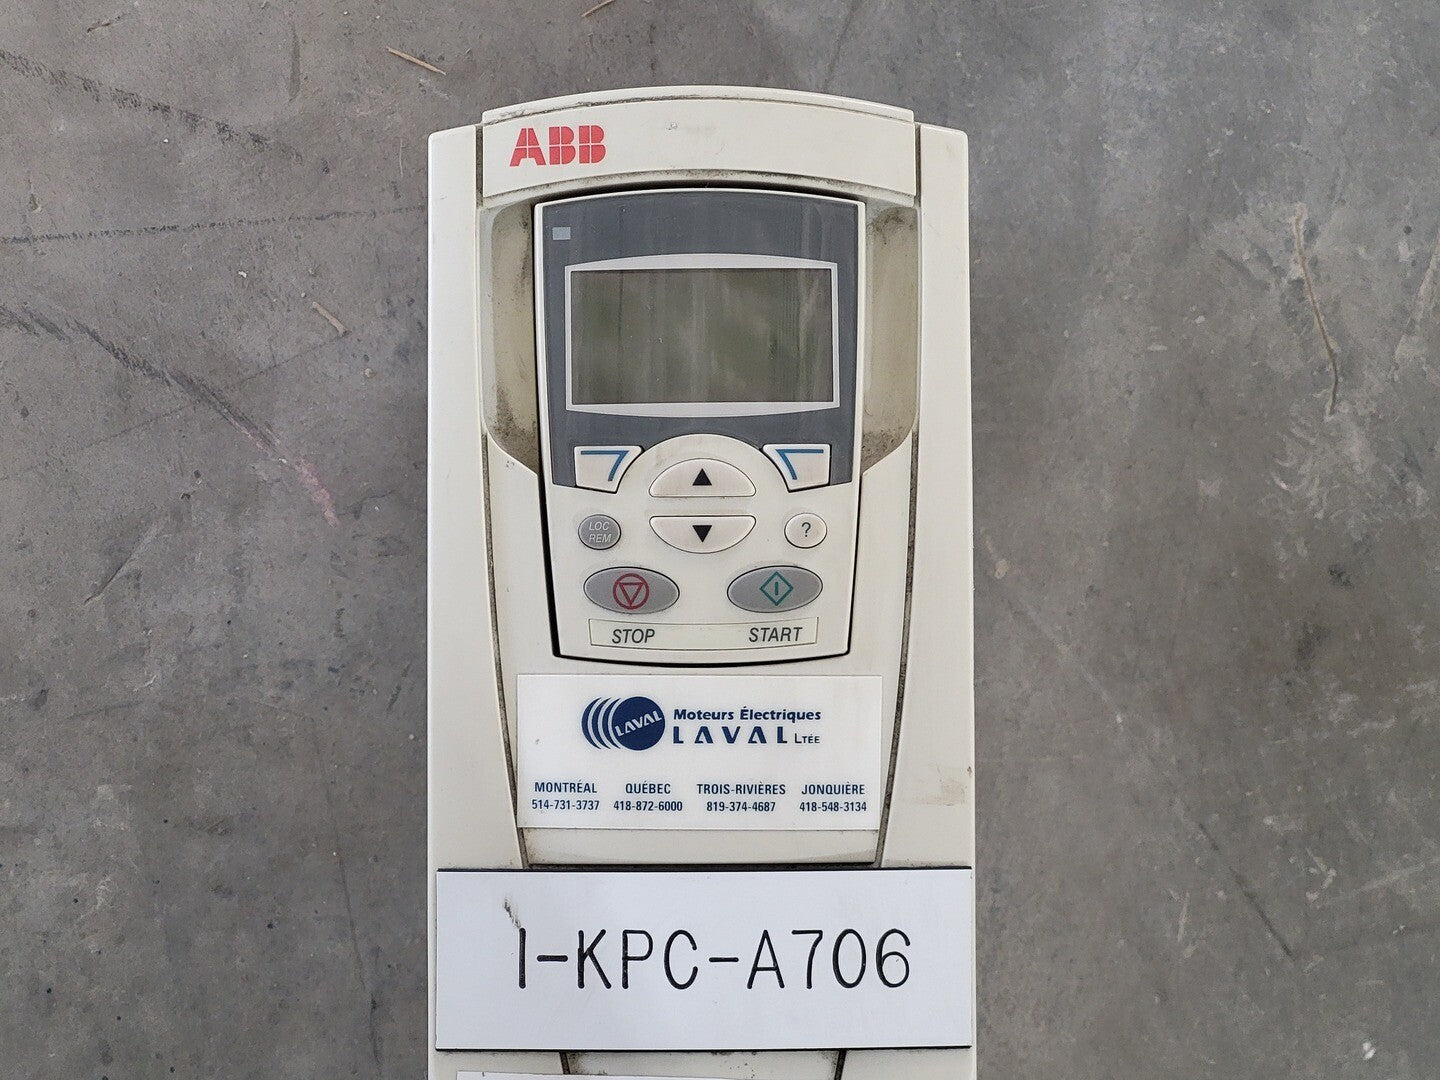 ABB
LOC
REM
?
STOP START
LAVAL
Moteurs Électriques
LAVAL LTÉE
MONTRÉAL QUÉBEC TROIS-RIVIÈRES JONQUIÈRE
514-731-3737 418-872-6000 819-374-4687 418-548-3134
1-KPC-A706